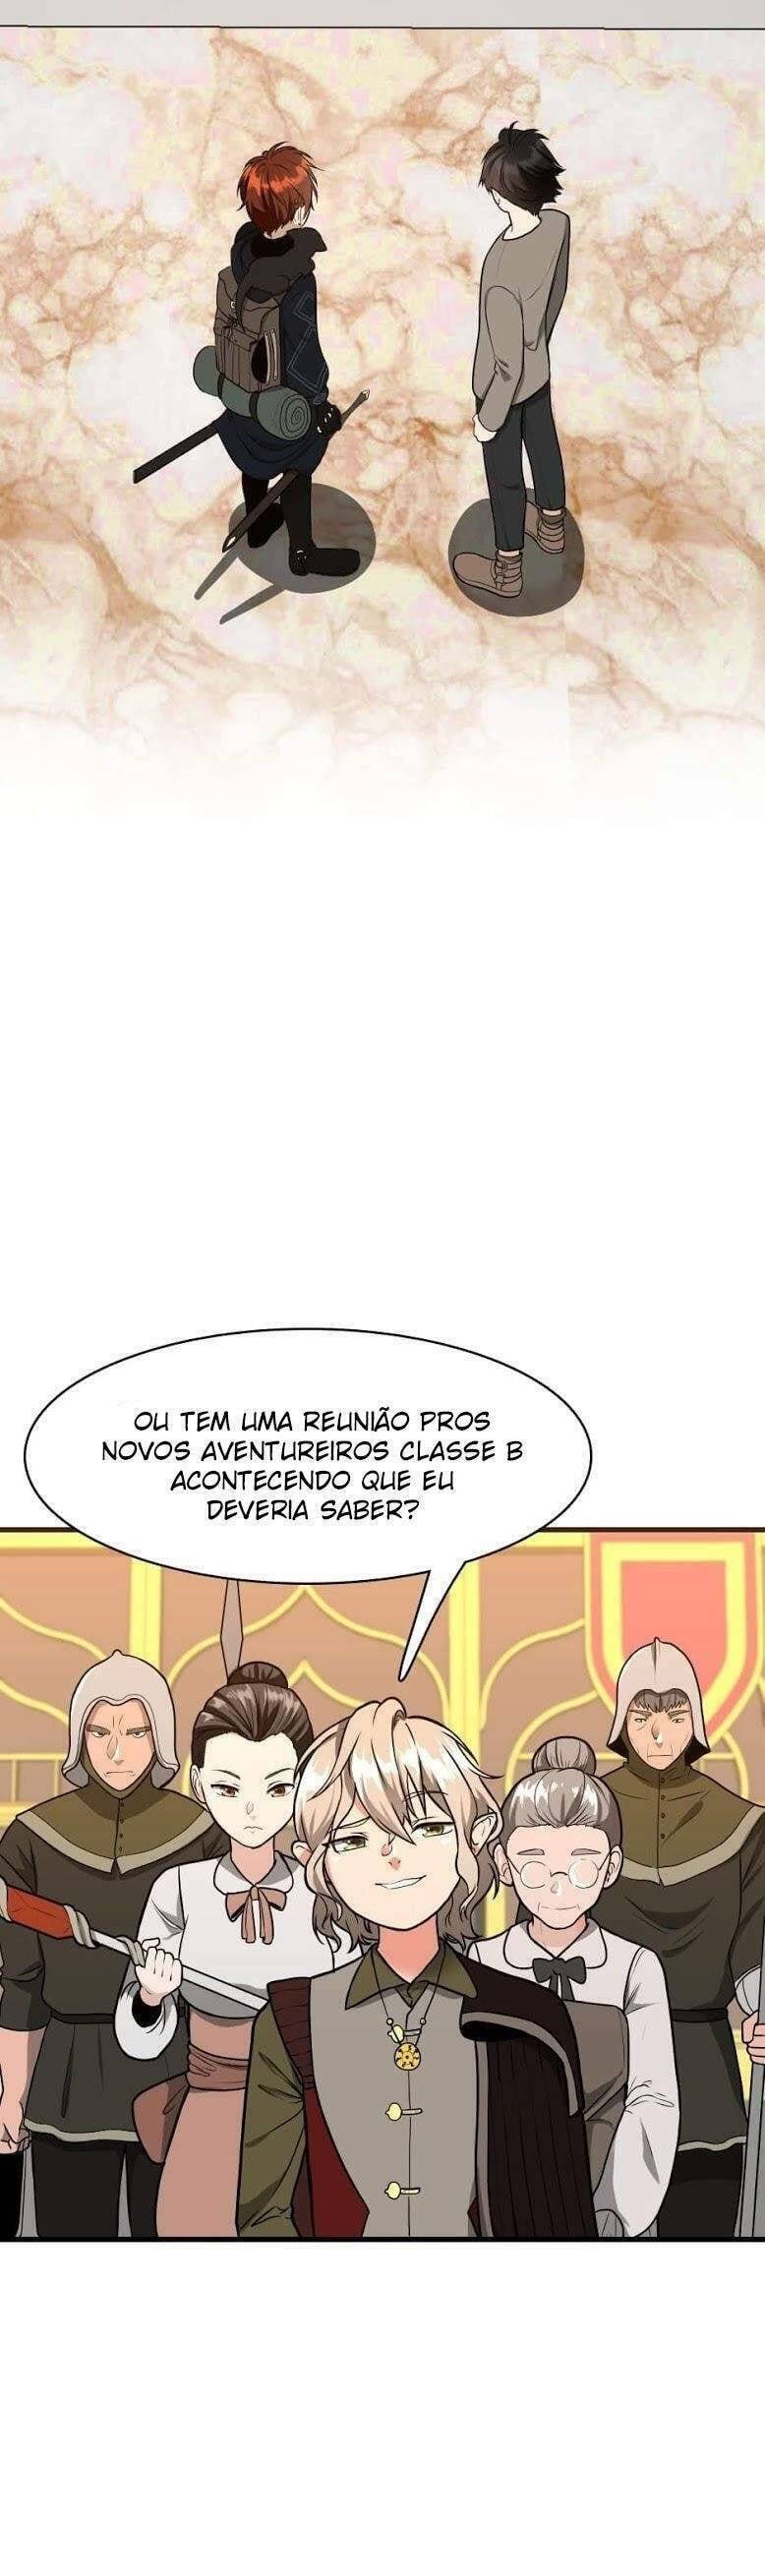 OU TEM UMA REUNIÃO PROS
NOVOS AVENTUREIROS CLASSE B
ACONTECENDO QUE EU
DEVERIA SABER?